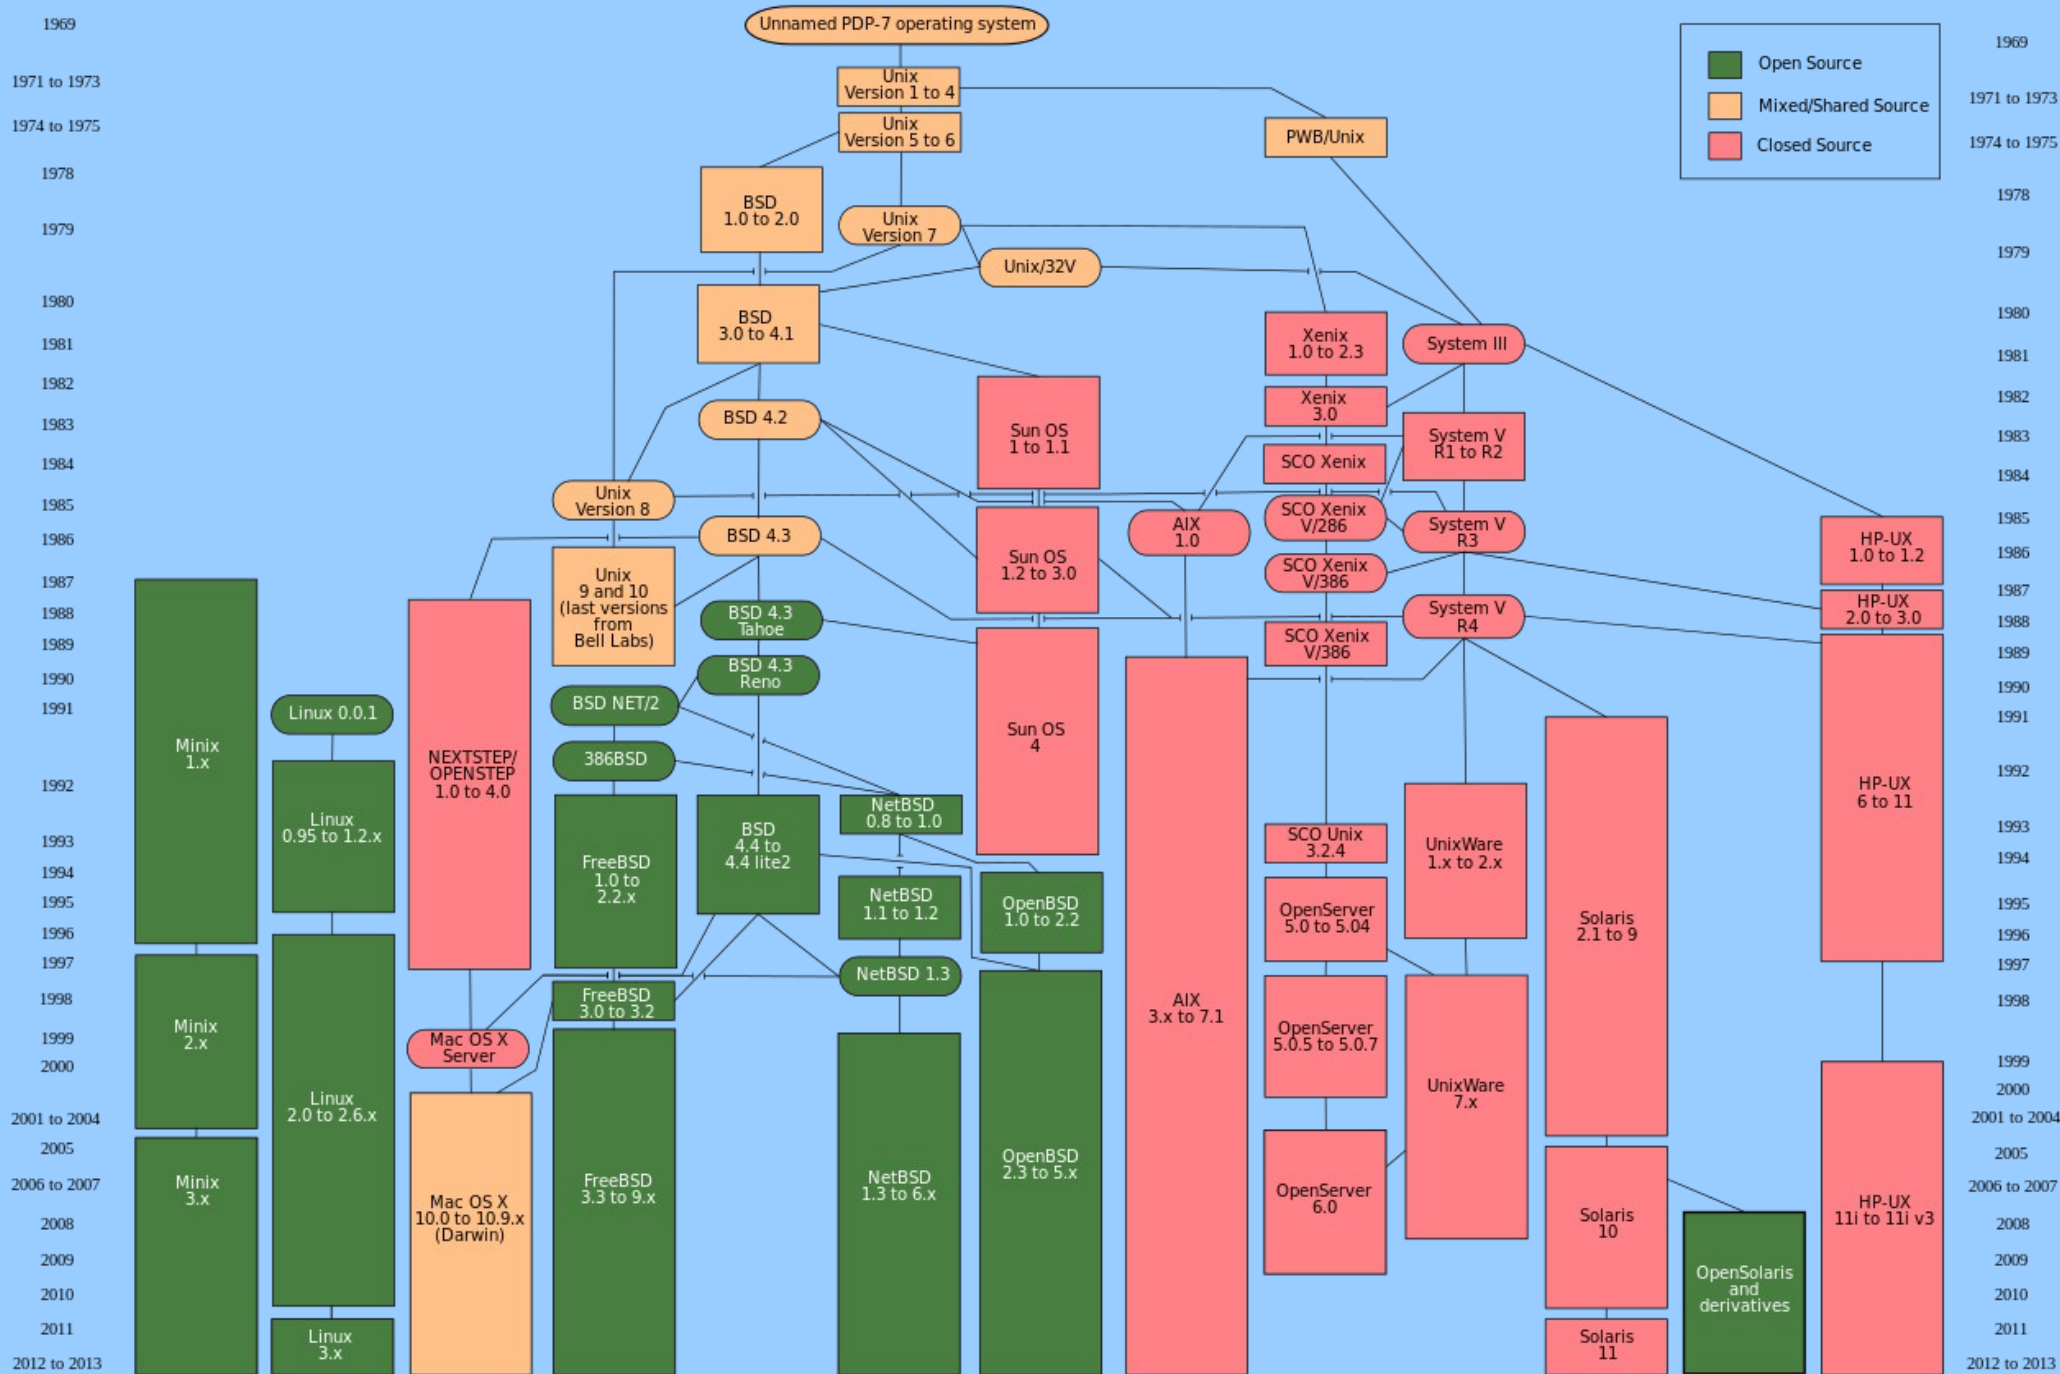 1969
1971 to 1973
1974 to 1975
1978
1979
1980
1981
1982
1983
1984
1985
1986
1987
1988
1989
1990
1991
1992
1993
1994
1995
1996
1997
1998
1999
2000
2001 to 2004
2005
2006 to 2007
2008
2009
2010
2011
2012 to 2013
Unnamed PDP-7 operating system
Unix
Version 1 to 4
Unix
Version 5 to 6
PWB/Unix
BSD
1.0 to 2.0
Unix
Version 7
Unix/32V
BSD
3.0 to 4.1
Xenix
1.0 to 2.3
System III
Xenix
3.0
BSD 4.2
Sun OS
1 to 1.1
System V
R1 to R2
SCO Xenix
Unix
Version 8
SCO Xenix
V/286
AIX
1.0
System V
R3
BSD 4.3
HP-UX
1.0 to 1.2
Sun OS
1.2 to 3.0
SCO Xenix
V/386
Unix
9 and 10
(last versions
from
Bell Labs)
HP-UX
2.0 to 3.0
System V
R4
BSD 4.3
Tahoe
SCO Xenix
V/386
BSD 4.3
Reno
BSD NET/2
Linux 0.0.1
Minix
1.x
Sun OS
4
386BSD
NEXTSTEP/
OPENSTEP
1.0 to 4.0
HP-UX
6 to 11
NetBSD
0.8 to 1.0
Linux
0.95 to 1.2.x
BSD
4.4 to
4.4 lite2
SCO Unix
3.2.4
UnixWare
1.x to 2.x
FreeBSD
1.0 to
2.2.x
NetBSD
1.1 to 1.2
OpenBSD
1.0 to 2.2
OpenServer
5.0 to 5.04
Solaris
2.1 to 9
NetBSD 1.3
FreeBSD
3.0 to 3.2
AIX
3.x to 7.1
Minix
2.x
Mac OS X
Server
OpenServer
5.0.5 to 5.0.7
UnixWare
7.x
Linux
2.0 to 2.6.x
OpenBSD
2.3 to 5.x
NetBSD
1.3 to 6.x
FreeBSD
3.3 to 9.x
Minix
3.x
OpenServer
6.0
Mac OS X
10.0 to 10.9.x
(Darwin)
HP-UX
11i to 11i v3
Solaris
10
OpenSolaris
and
derivatives
Linux
3.x
Solaris
11
Open Source
Mixed/Shared Source
Closed Source
1969
1971 to 1973
1974 to 1975
1978
1979
1980
1981
1982
1983
1984
1985
1986
1987
1988
1989
1990
1991
1992
1993
1994
1995
1996
1997
1998
1999
2000
2001 to 2004
2005
2006 to 2007
2008
2009
2010
2011
2012 to 2013